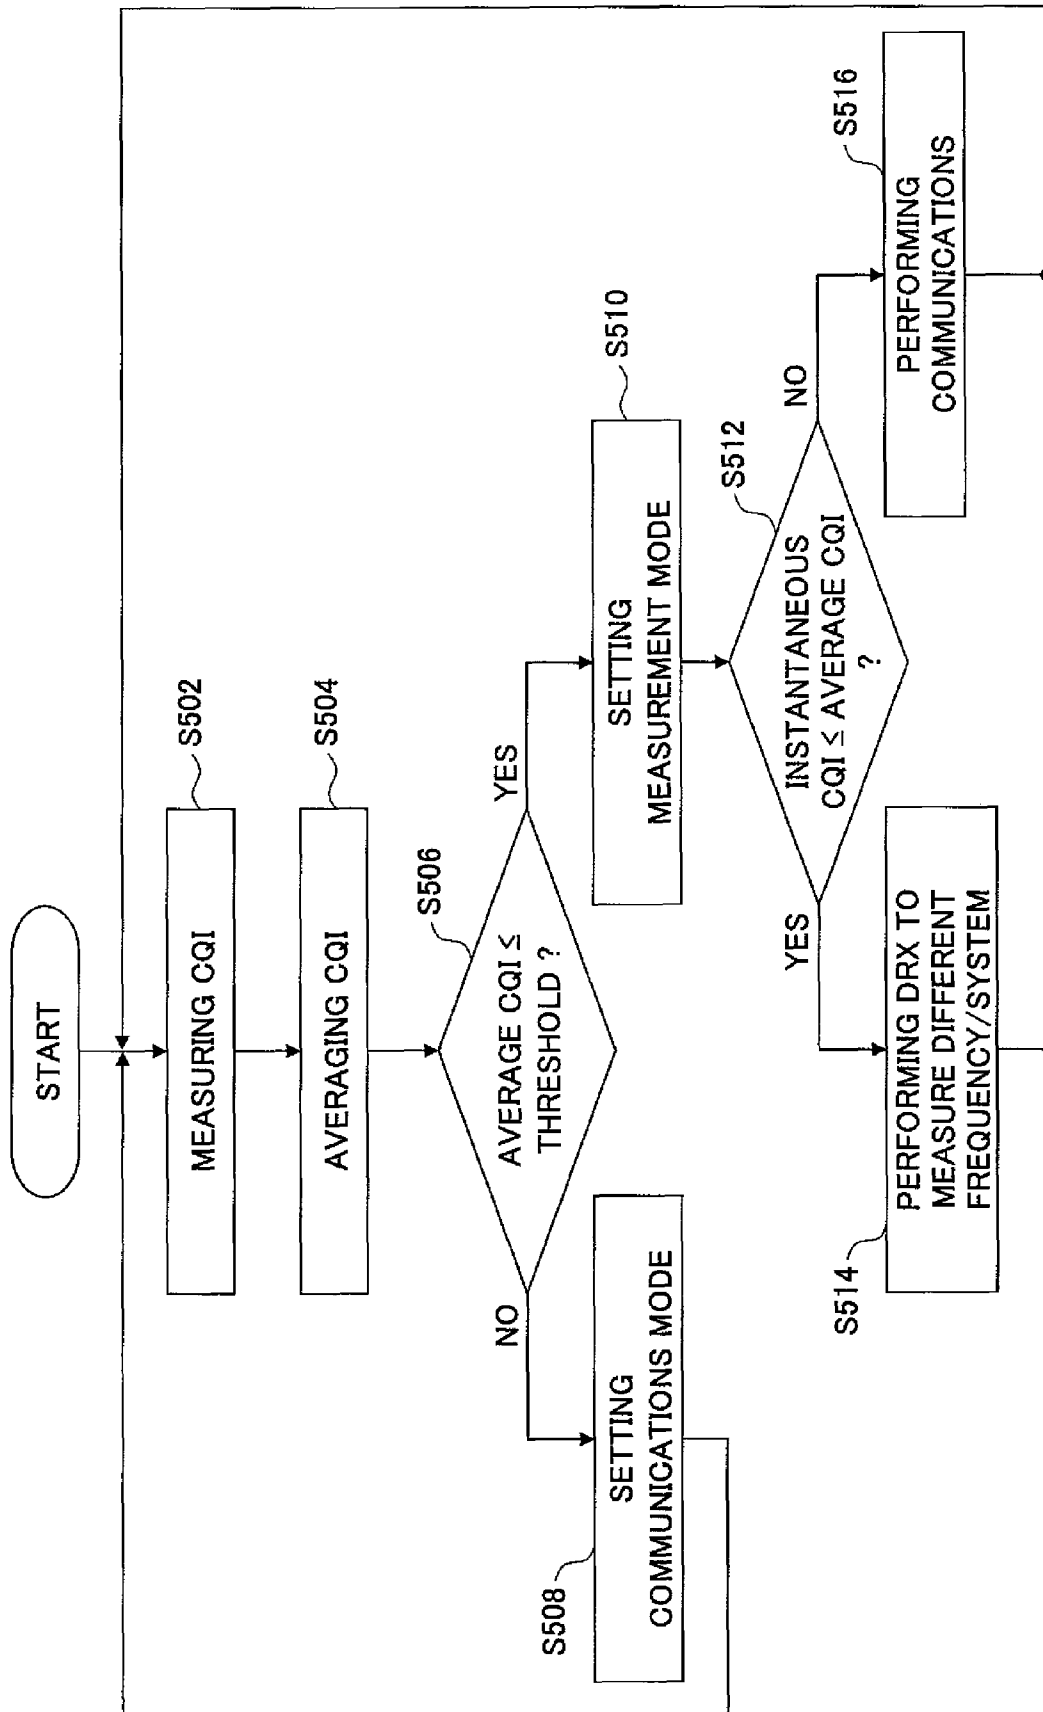 START
MEASURING CQI
S502
AVERAGING CQI
S504
AVERAGE CQI ≤
THRESHOLD ?
S506
NO
YES
S508
SETTING
COMMUNICATIONS MODE
SETTING
MEASUREMENT MODE
S510
INSTANTANEOUS
CQI ≤ AVERAGE CQI
?
S512
YES
NO
S514
PERFORMING DRX TO
MEASURE DIFFERENT
FREQUENCY/SYSTEM
PERFORMING
COMMUNICATIONS
S516